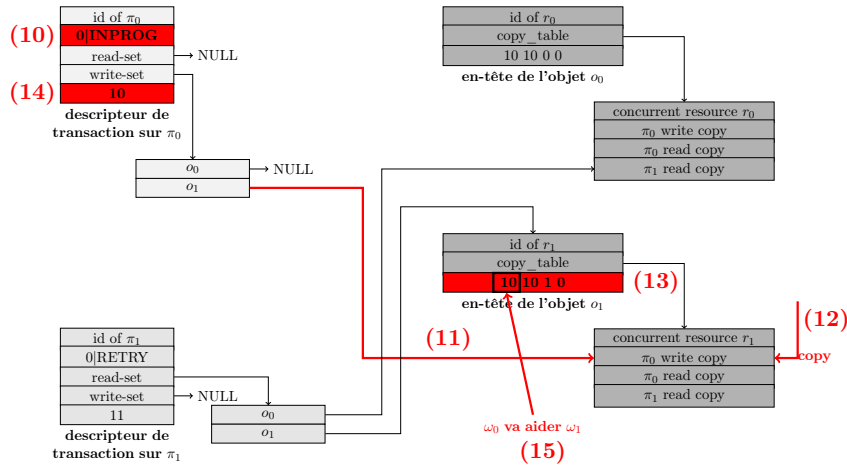 id of π₀
(10)
0|INPROG
read-set
NULL
write-set
(14)
10
descripteur de
transaction sur π₀
o₀
NULL
o₁
id of r₀
copy_table
10 10 0 0
en-tête de l'objet o₀
concurrent resource r₀
π₀ write copy
π₀ read copy
π₁ read copy
id of r₁
copy_table
10 10 1 0
(13)
en-tête de l'objet o₁
(11)
(12)
concurrent resource r₁
π₀ write copy
copy
π₀ read copy
π₁ read copy
id of π₁
0|RETRY
read-set
write-set
NULL
11
descripteur de
transaction sur π₁
o₀
o₁
ω₀ va aider ω₁
(15)